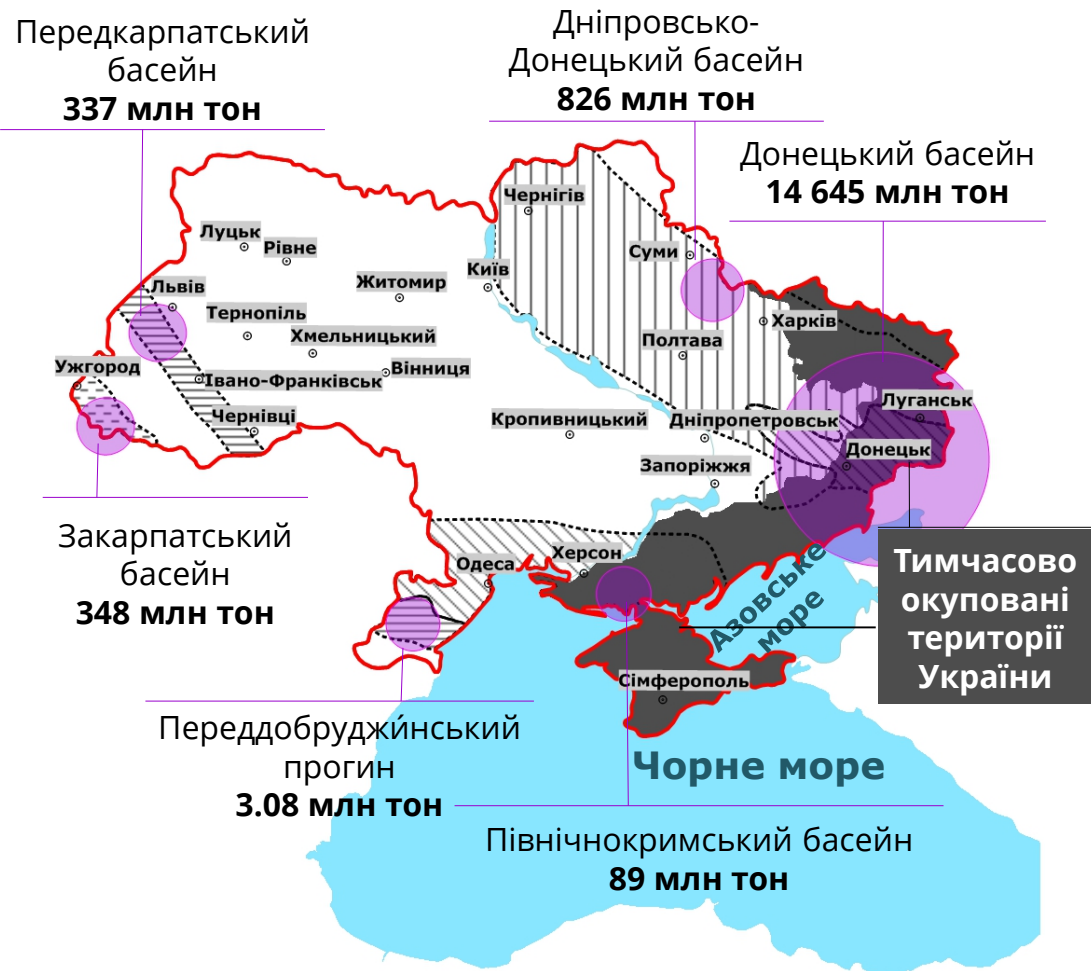 Передкарпатський
басейн
337 млн тон
Дніпровсько-
Донецький басейн
826 млн тон
Донецький басейн
14 645 млн тон
Чернігів
Луцьк
Рівне
Суми
Київ
Житомир
Львів
Тернопіль
Харків
Хмельницький
Полтава
Ужгород
Вінниця
Івано-Франківськ
Луганськ
Чернівці
Кропивницький
Дніпропетровськ
Донецьк
Запоріжжя
Закарпатський
басейн
348 млн тон
Одеса
Херсон
Азовське
море
Тимчасово
окуповані
території
України
Сімферополь
Переддобруджи́нський
прогин
3.08 млн тон
Чорне море
Північнокримський басейн
89 млн тон